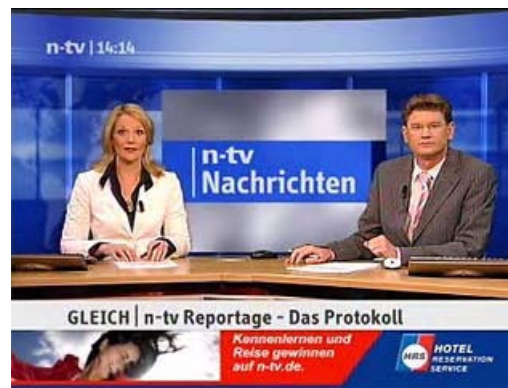 n-tv | 14:14
n-tv
Nachrichten
GLEICH | n-tv Reportage - Das Protokoll
Kennenlernen und
Reise gewinnen
auf n-tv.de.
HRS
HOTEL
RESERVATION
SERVICE